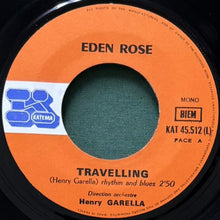 EDEN ROSE
MONO
BIEM
KATEMA
KAT 45.512 (L)
FACE A
TRAVELLING
(Henry Garella) rhythm and blues 2'50
Direction orchestre
Henry GARELLA